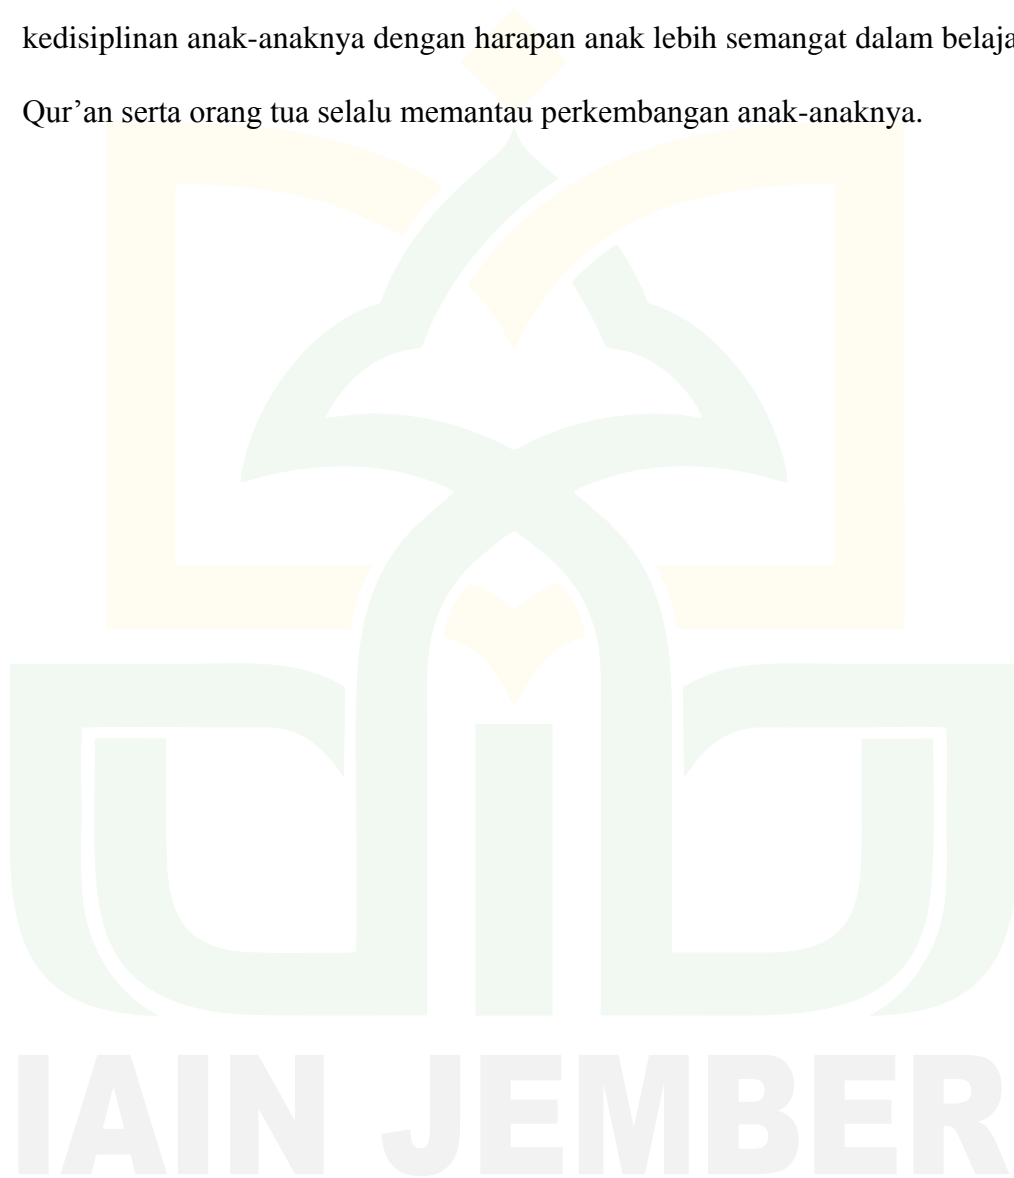 kedisiplinan anak-anaknya dengan harapan anak lebih semangat dalam
Qur’an serta orang tua selalu memantau perkembangan anak-anaknya.
IAIN JEMBER